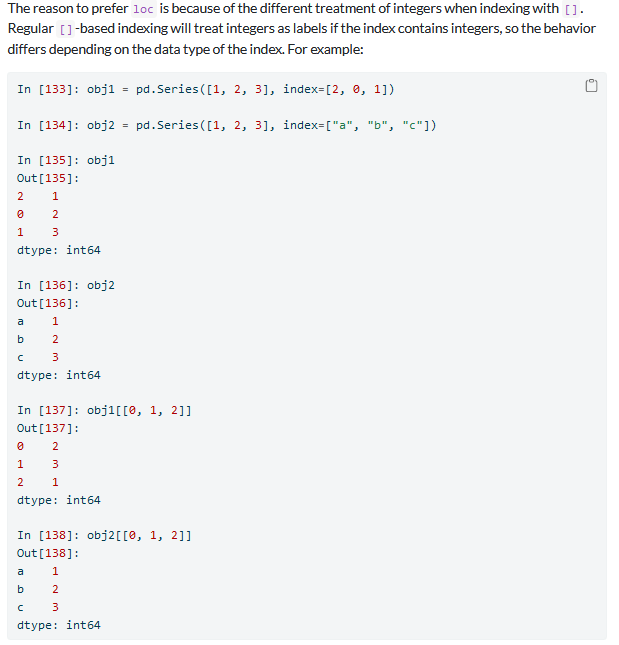 The reason to prefer loc is because of the different treatment of integers when indexing with [].
Regular []-based indexing will treat integers as labels if the index contains integers, so the behavior
differs depending on the data type of the index. For example:
In [133]: obj1 = pd.Series([1, 2, 3], index=[2, 0, 1])
In [134]: obj2 = pd.Series([1, 2, 3], index=["a", "b", "c"])
In [135]: obj1
Out[135]:
2    1
0    2
1    3
dtype: int64
In [136]: obj2
Out[136]:
a    1
b    2
c    3
dtype: int64
In [137]: obj1[[0, 1, 2]]
Out[137]:
0    2
1    3
2    1
dtype: int64
In [138]: obj2[[0, 1, 2]]
Out[138]:
a    1
b    2
c    3
dtype: int64